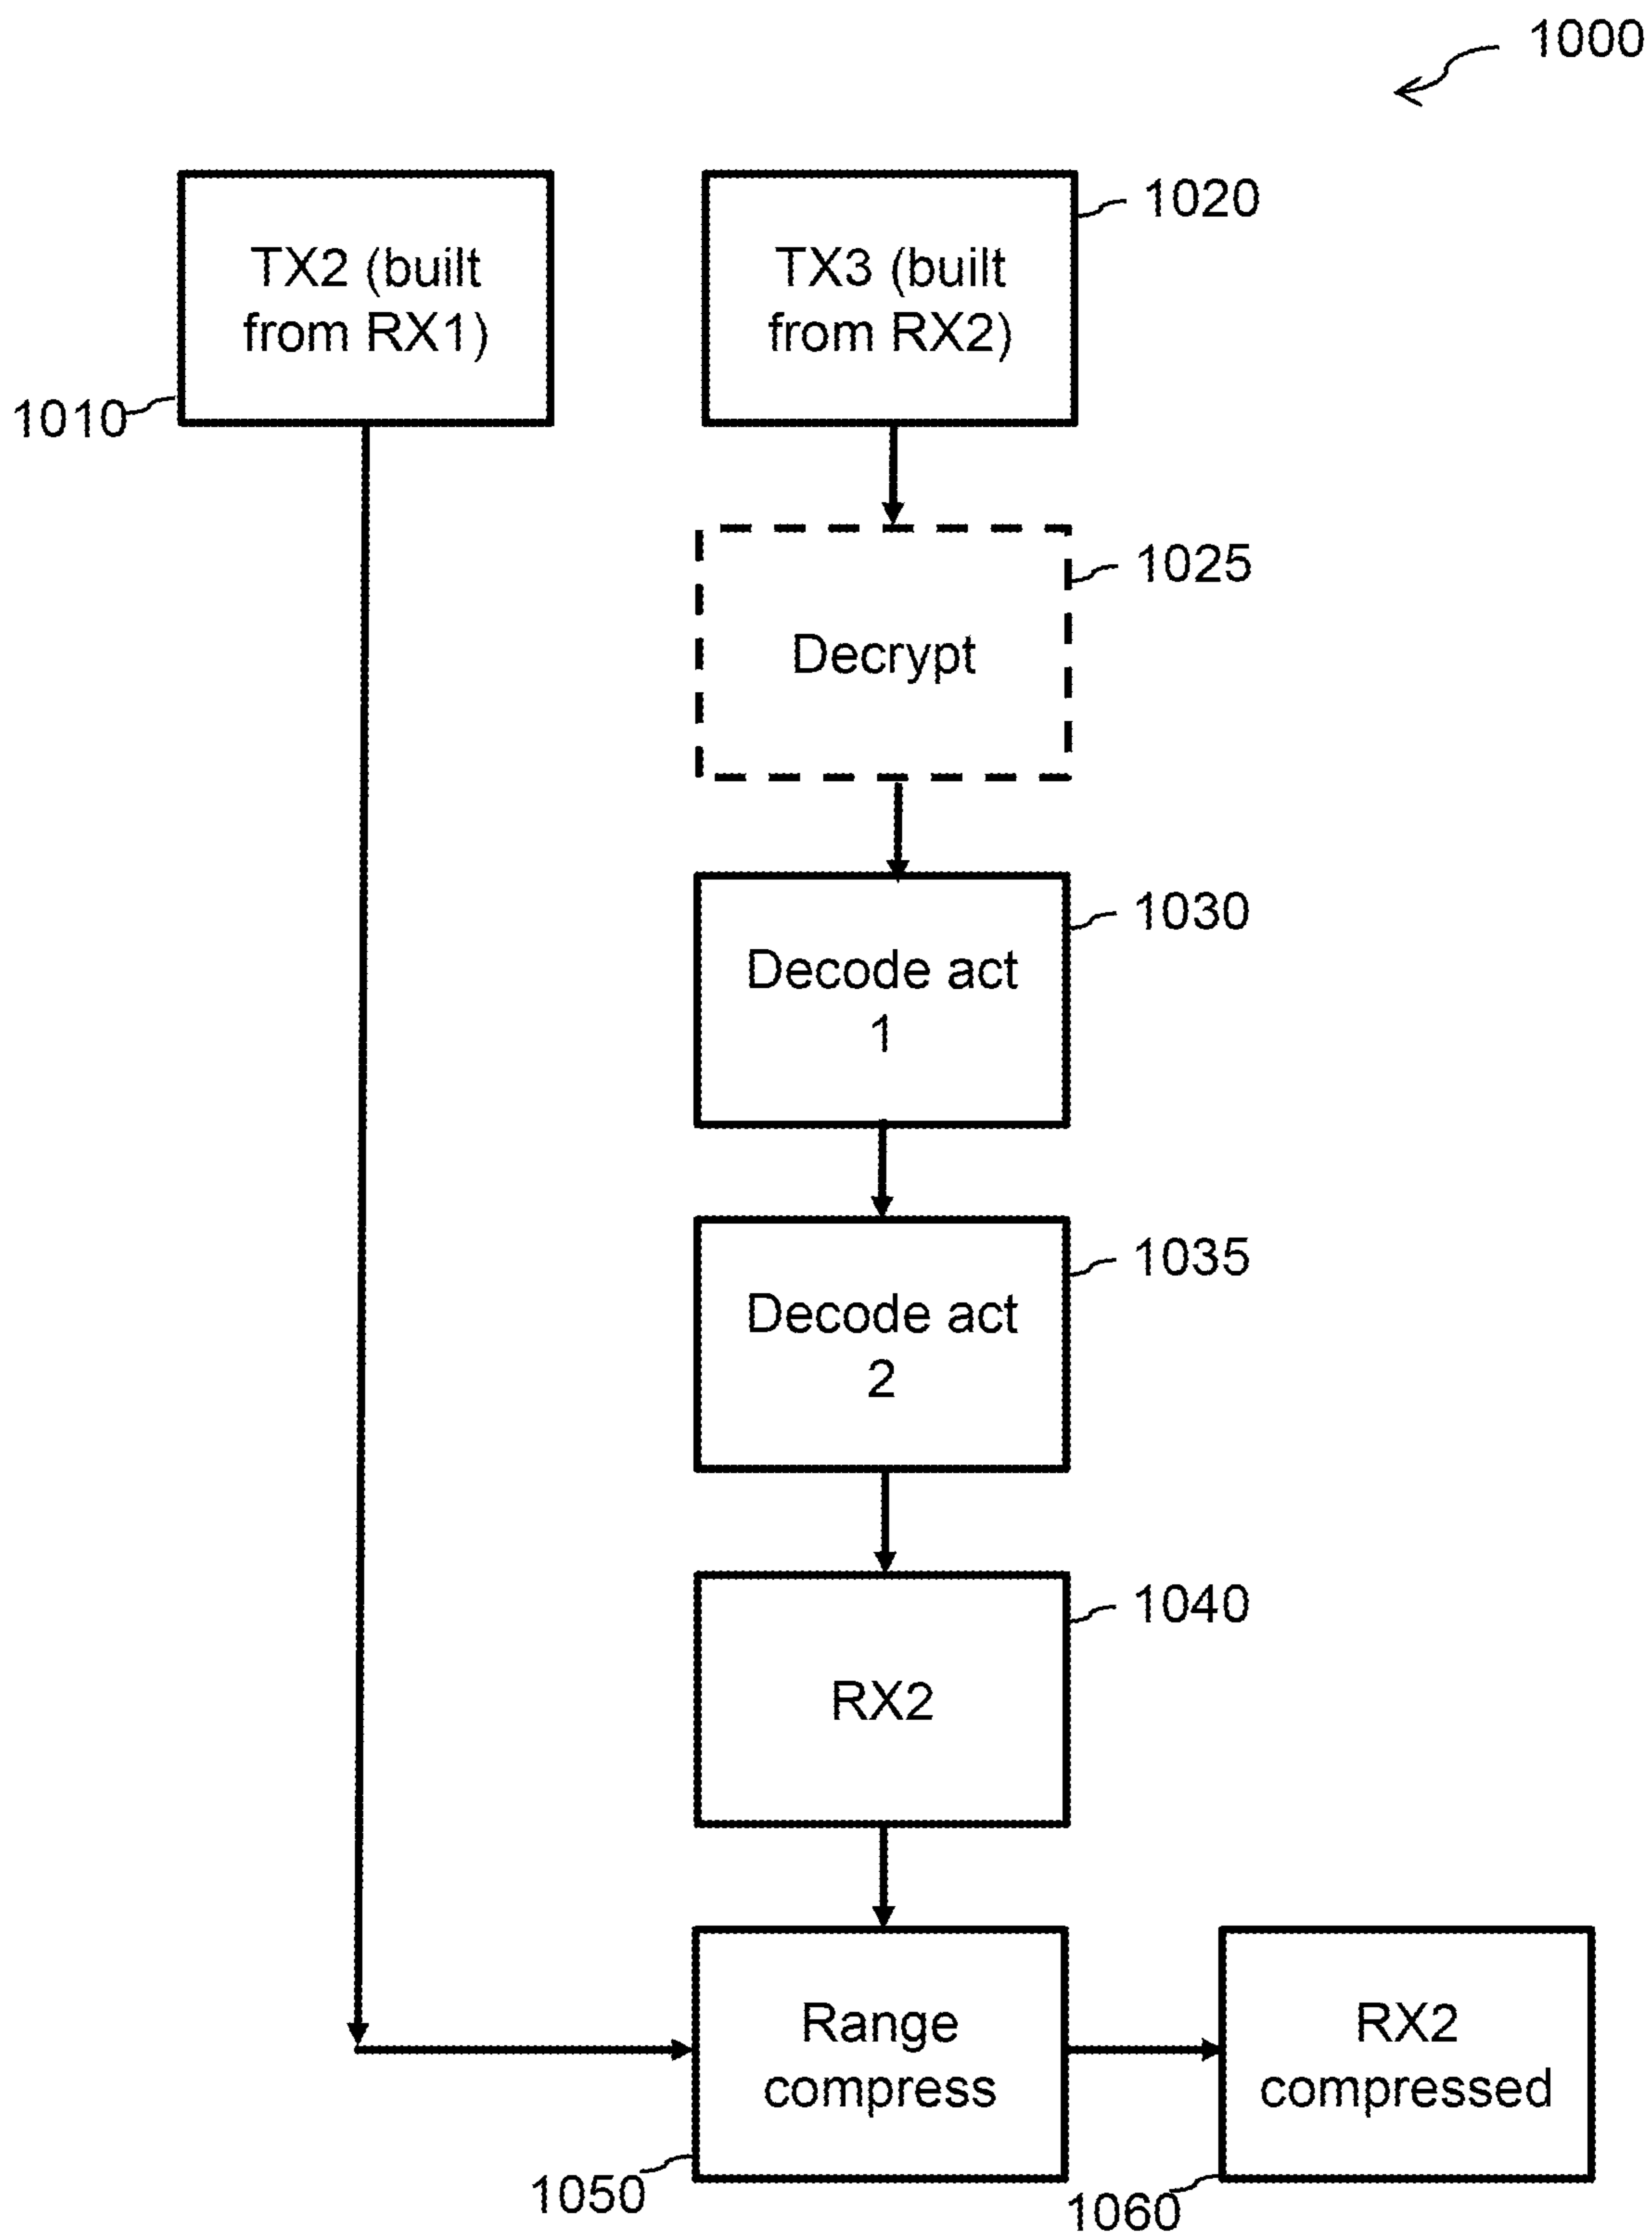 1000
TX2 (built
from RX1)
1010
TX3 (built
from RX2)
1020
Decrypt
1025
Decode act
1
1030
Decode act
2
1035
RX2
1040
Range
compress
1050
RX2
compressed
1060